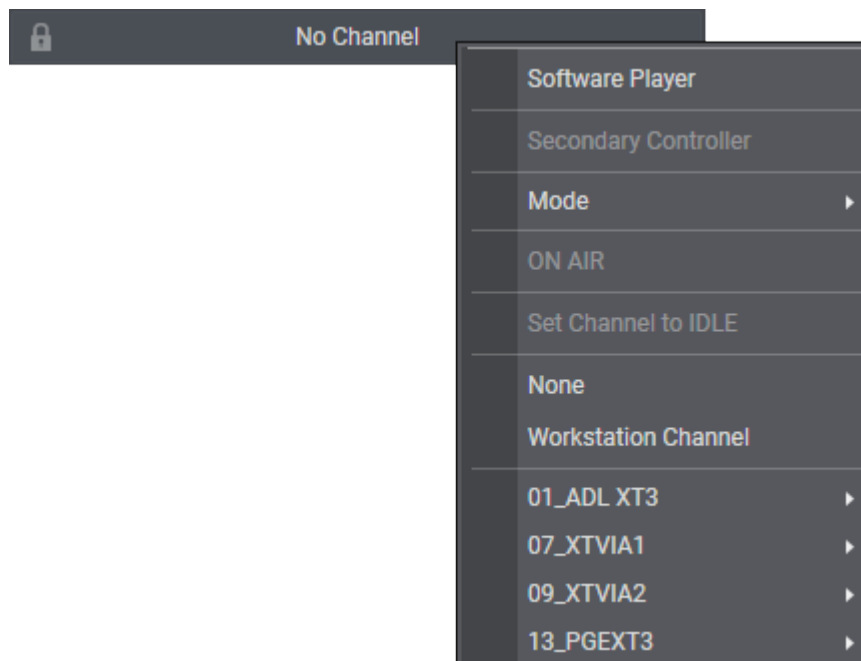 No Channel
Software Player
Secondary Controller
Mode
ON AIR
Set Channel to IDLE
None
Workstation Channel
01_ADL XT3
07_XTVIA1
09_XTVIA2
13_PGEXT3